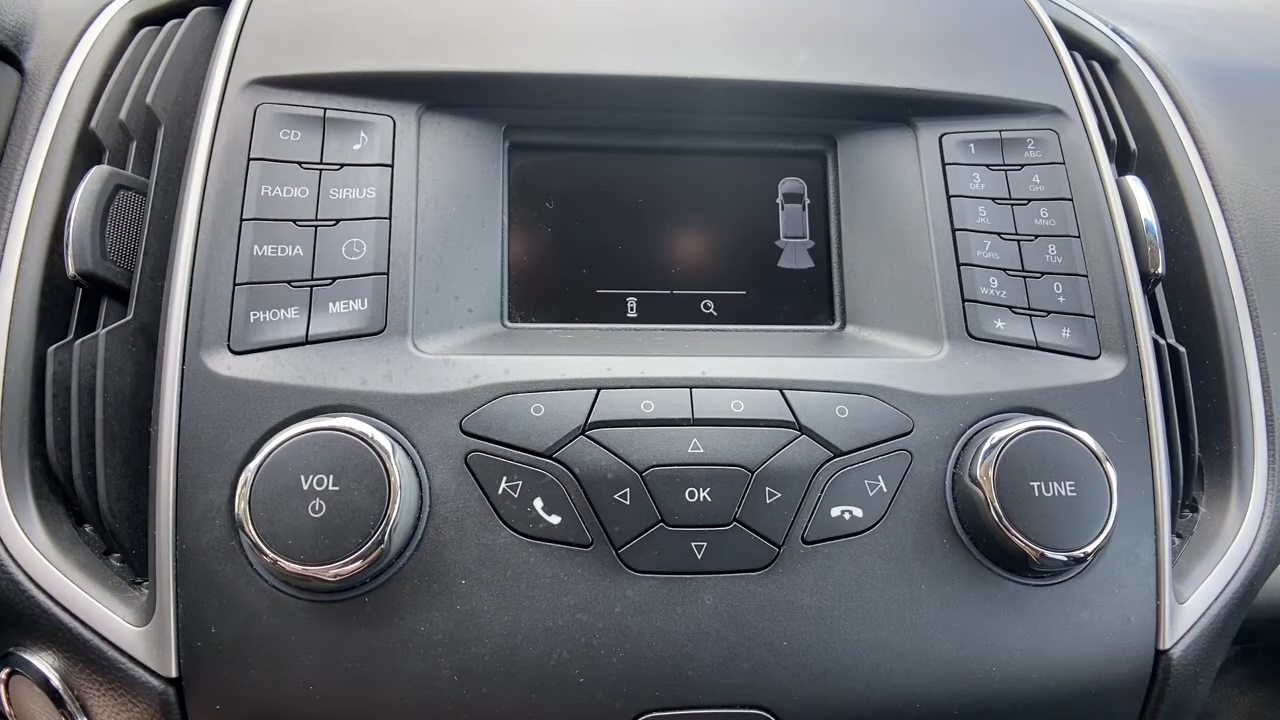 CD
RADIO SIRIUS
MEDIA
PHONE MENU
1 2 ABC
3 DEF 4 GHI
5 JKL 6 MNO
7 PQRS 8 TUV
9 WXYZ 0 +
* #
VOL
OK
TUNE